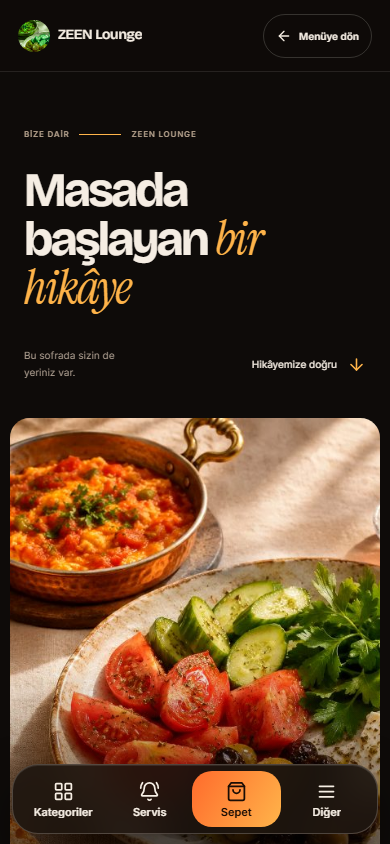 ZEEN Lounge
Menüye dön
BİZE DAİR
ZEEN LOUNGE
Masada
başlayan bir
hikâye
Bu sofrada sizin de
yeriniz var.
Hikâyemize doğru
Kategoriler
Servis
Sepet
Diğer